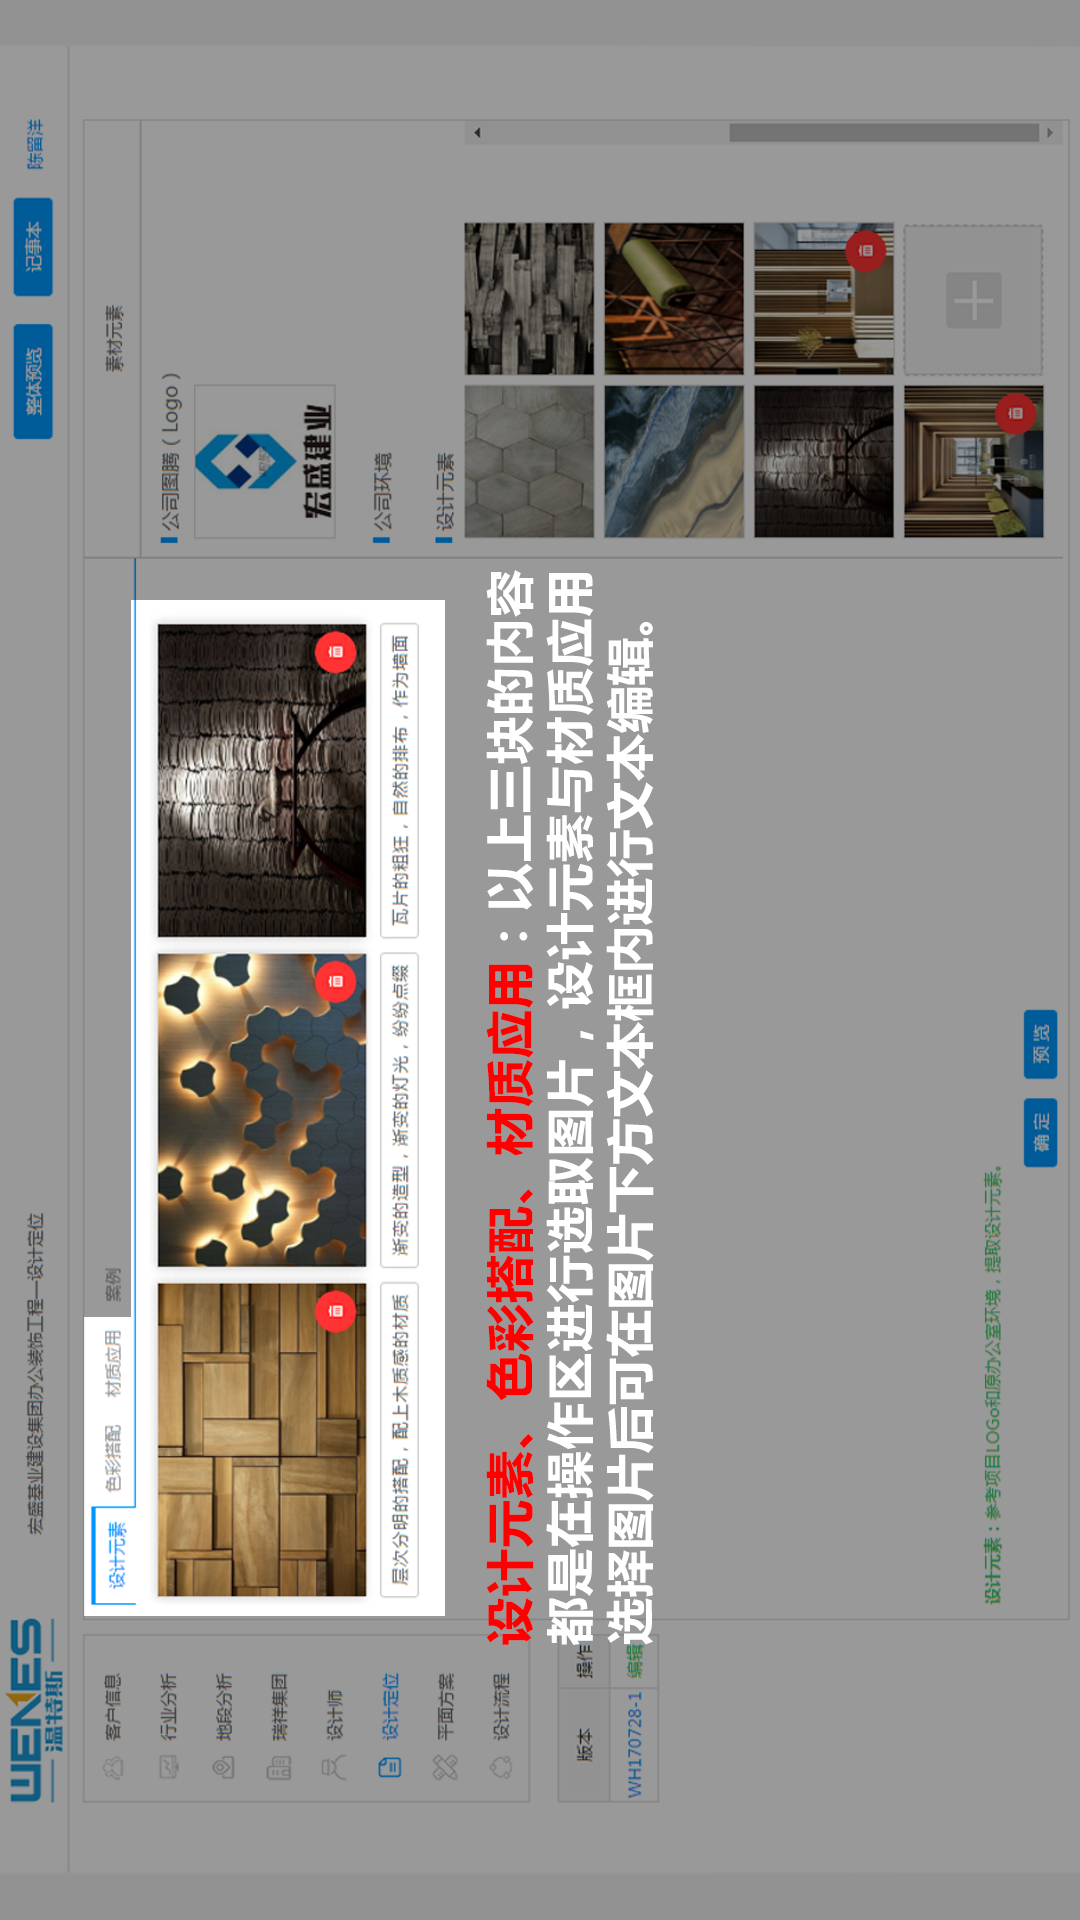 WENES
温特斯
宏盛基业建设集团办公装饰工程—设计定位
整体预览
记事本
陈留洋
客户信息
行业分析
地段分析
瑞祥集团
设计师
设计定位
平面方案
设计流程
版本
操作
WH170728-1
编辑
设计元素
色彩搭配
材质应用
案例
层次分明的搭配，配上木质感的材质
渐变的造型，渐变的灯光，纷纷点缀
瓦片的粗狂，自然的排布，作为墙面
设计元素、色彩搭配、材质应用：以上三块的内容
都是在操作区进行选取图片，设计元素与材质应用
选择图片后可在图片下方文本框内进行文本编辑。
设计元素：参考项目LOGo和原办公室环境，提取设计元素。
确定
预览
素材元素
公司图腾（Logo）
宏盛建业
公司环境
设计元素